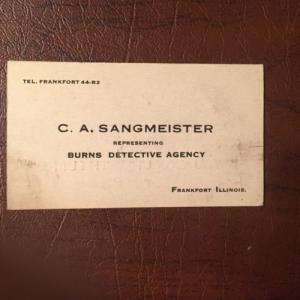 TEL. FRANKFORT 44-R2
C. A. SANGMEISTER
REPRESENTING
BURNS DETECTIVE AGENCY
FRANKFORT ILLINOIS.